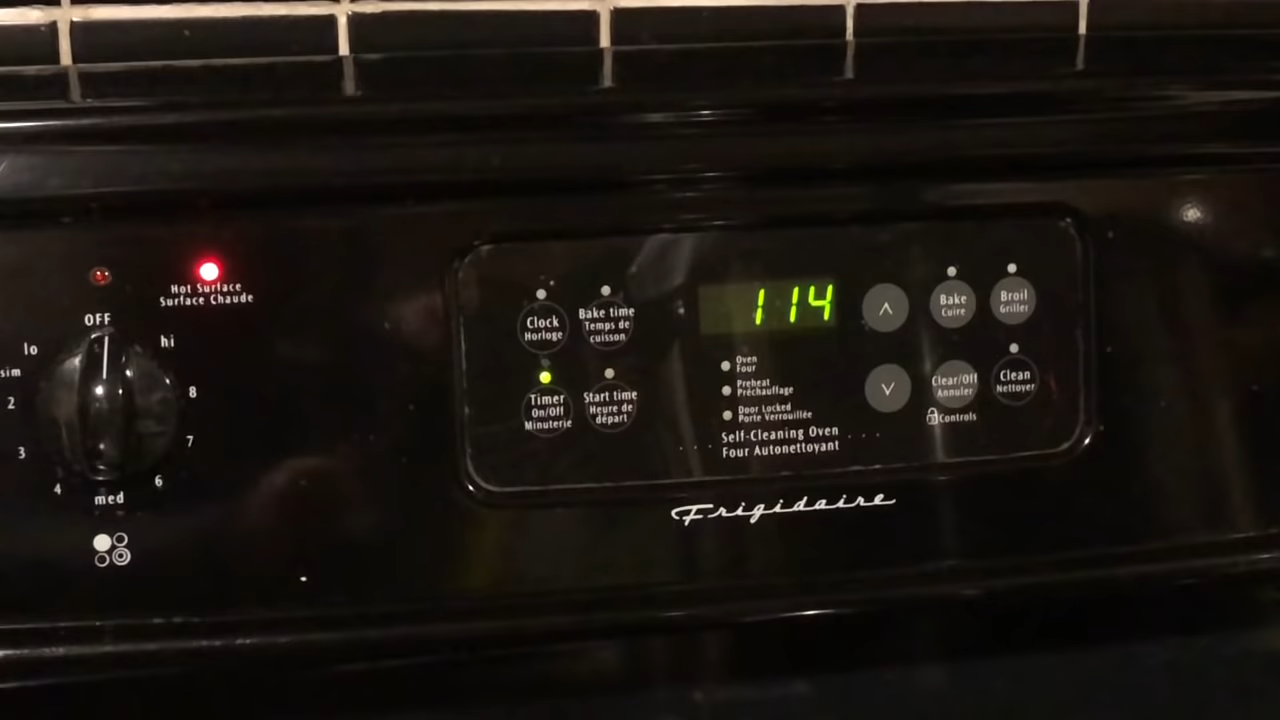 Hot Surface
Surface Chaude
OFF
lo
hi
sim
8
2
7
3
6
4
med
Clock
Horloge
Bake time
Temps de
cuisson
Timer
On/Off
Minuterie
Start time
Heure de
départ
114
Oven
Four
Preheat
Préchauffage
Door Locked
Porte Verrouillée
Self-Cleaning Oven
Four Autonettoyant
Bake
Cuire
Broil
Griller
Clear/Off
Annuler
Controls
Clean
Nettoyer
Frigidaire